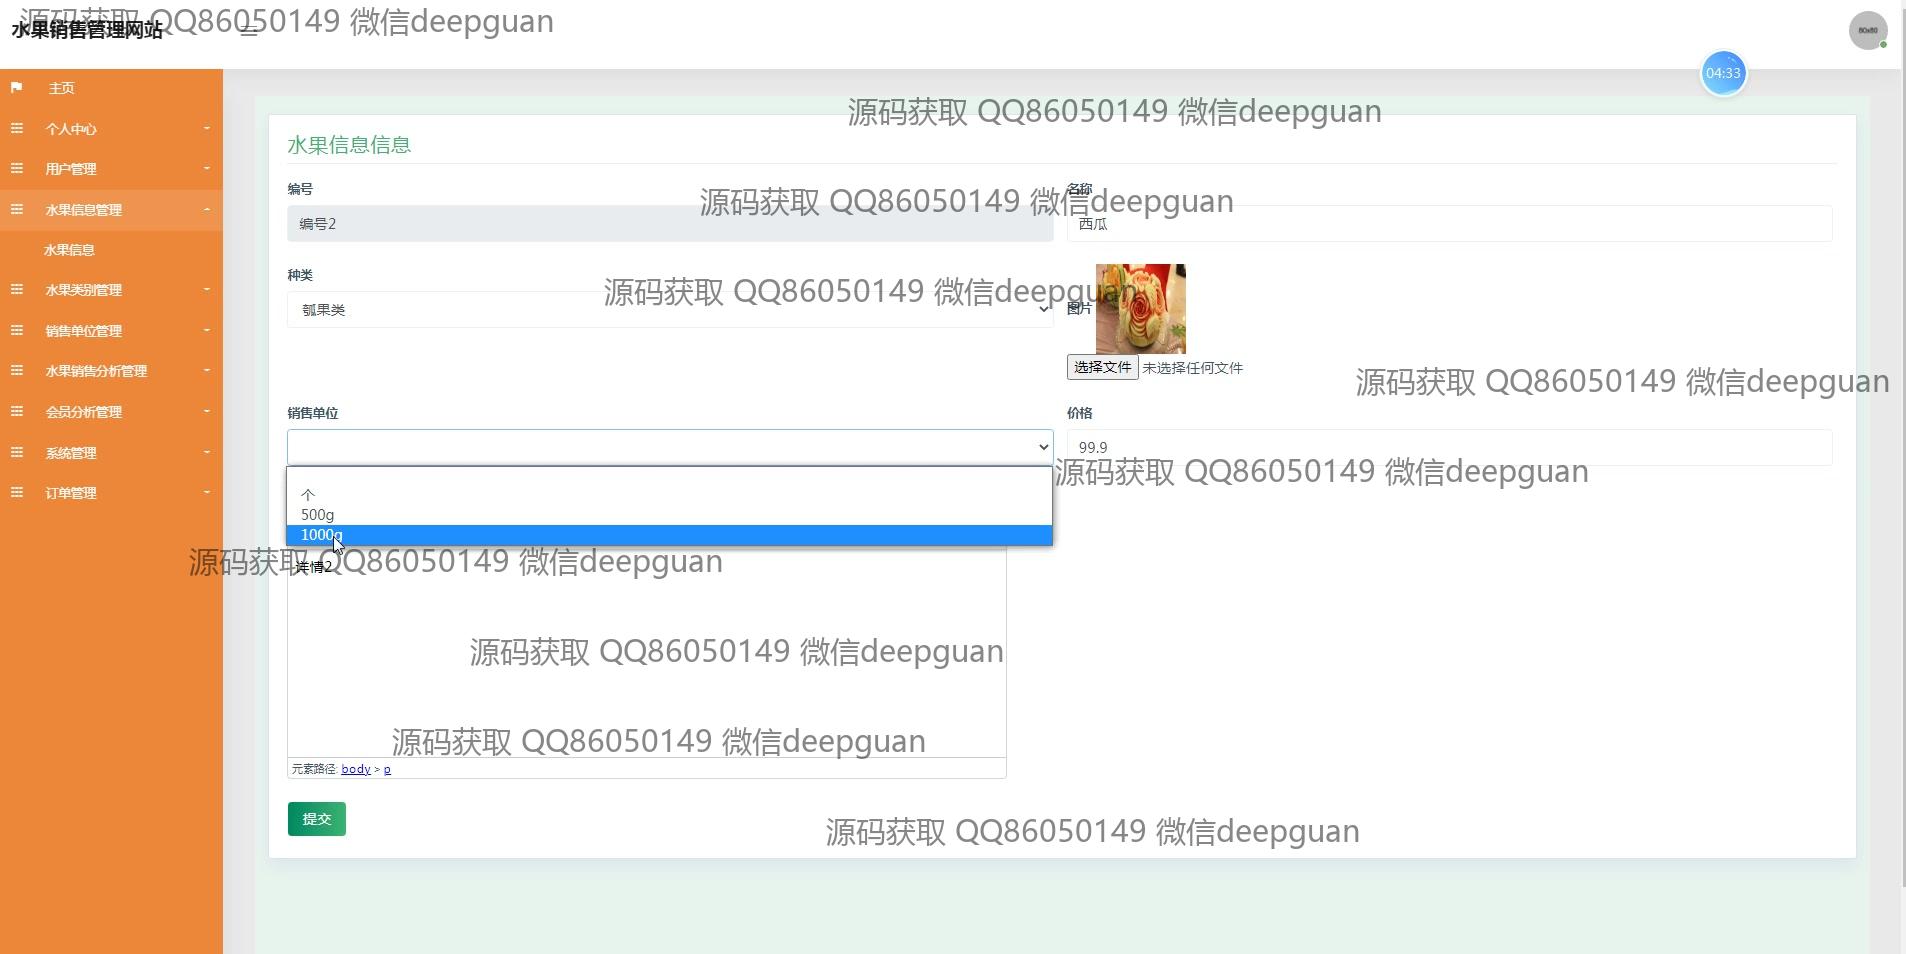 水果销售管理网站
源码获取 QQ86050149 微信deepguan
80x80
04:33
主页
个人中心
用户管理
水果信息管理
水果信息
水果类别管理
销售单位管理
水果销售分析管理
会员分析管理
系统管理
订单管理
源码获取 QQ86050149 微信deepguan
水果信息信息
编号
名称
源码获取 QQ86050149 微信deepguan
编号2
西瓜
种类
源码获取 QQ86050149 微信deepguan
瓠果类
图片
选择文件 未选择任何文件
源码获取 QQ86050149 微信deepguan
销售单位
价格
99.9
源码获取 QQ86050149 微信deepguan
个
500g
1000g
源码获取 QQ86050149 微信deepguan
详情2
源码获取 QQ86050149 微信deepguan
源码获取 QQ86050149 微信deepguan
元素路径: body > p
提交
源码获取 QQ86050149 微信deepguan